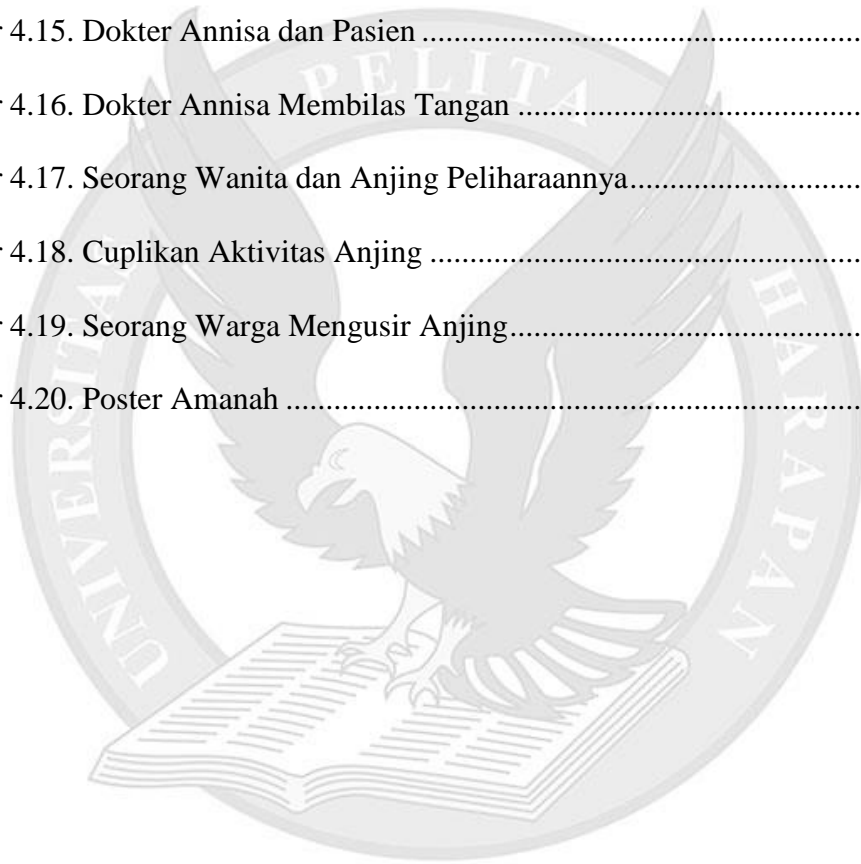 r 4.15. Dokter Annisa dan Pasien ........................................................
r 4.16. Dokter Annisa Membilas Tangan ...........................................
r 4.17. Seorang Wanita dan Anjing Peliharaannya.............................
r 4.18. Cuplikan Aktivitas Anjing .......................................................
r 4.19. Seorang Warga Mengusir Anjing............................................
r 4.20. Poster Amanah .........................................................................
UNIVERSITAS PELITA HARAPAN